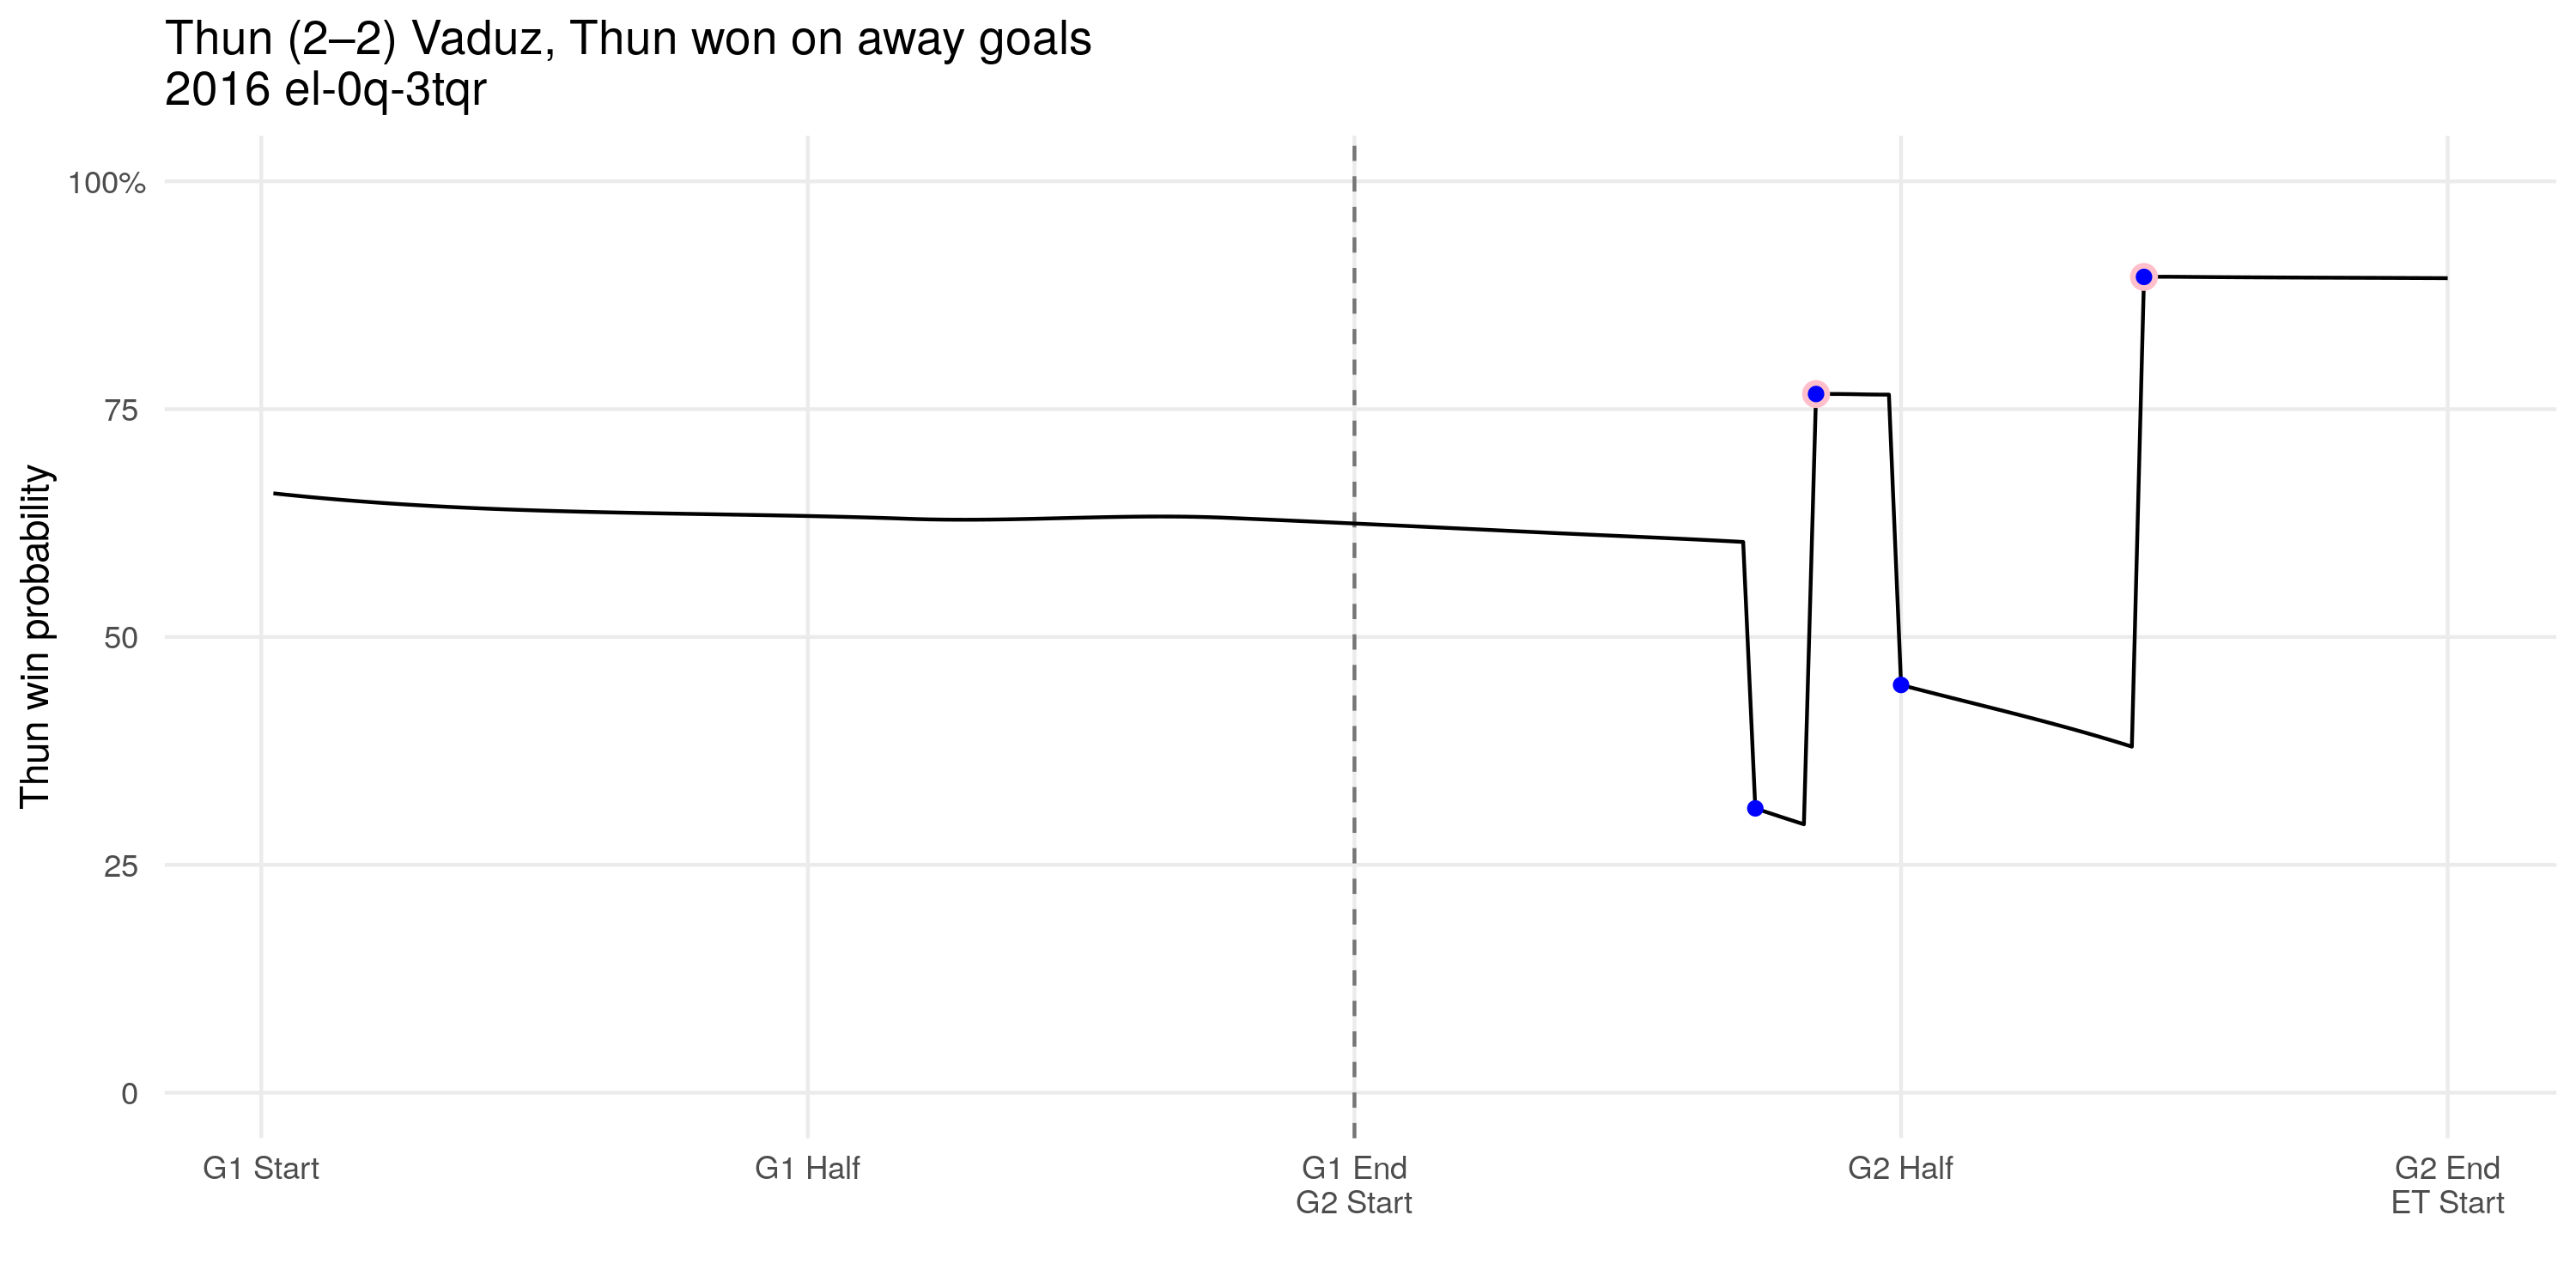 Thun (2–2) Vaduz, Thun won on away goals
2016 el-0q-3tqr
Thun win probability
100%
75
50
25
0
G1 Start
G1 Half
G1 End
G2 Start
G2 Half
G2 End
ET Start